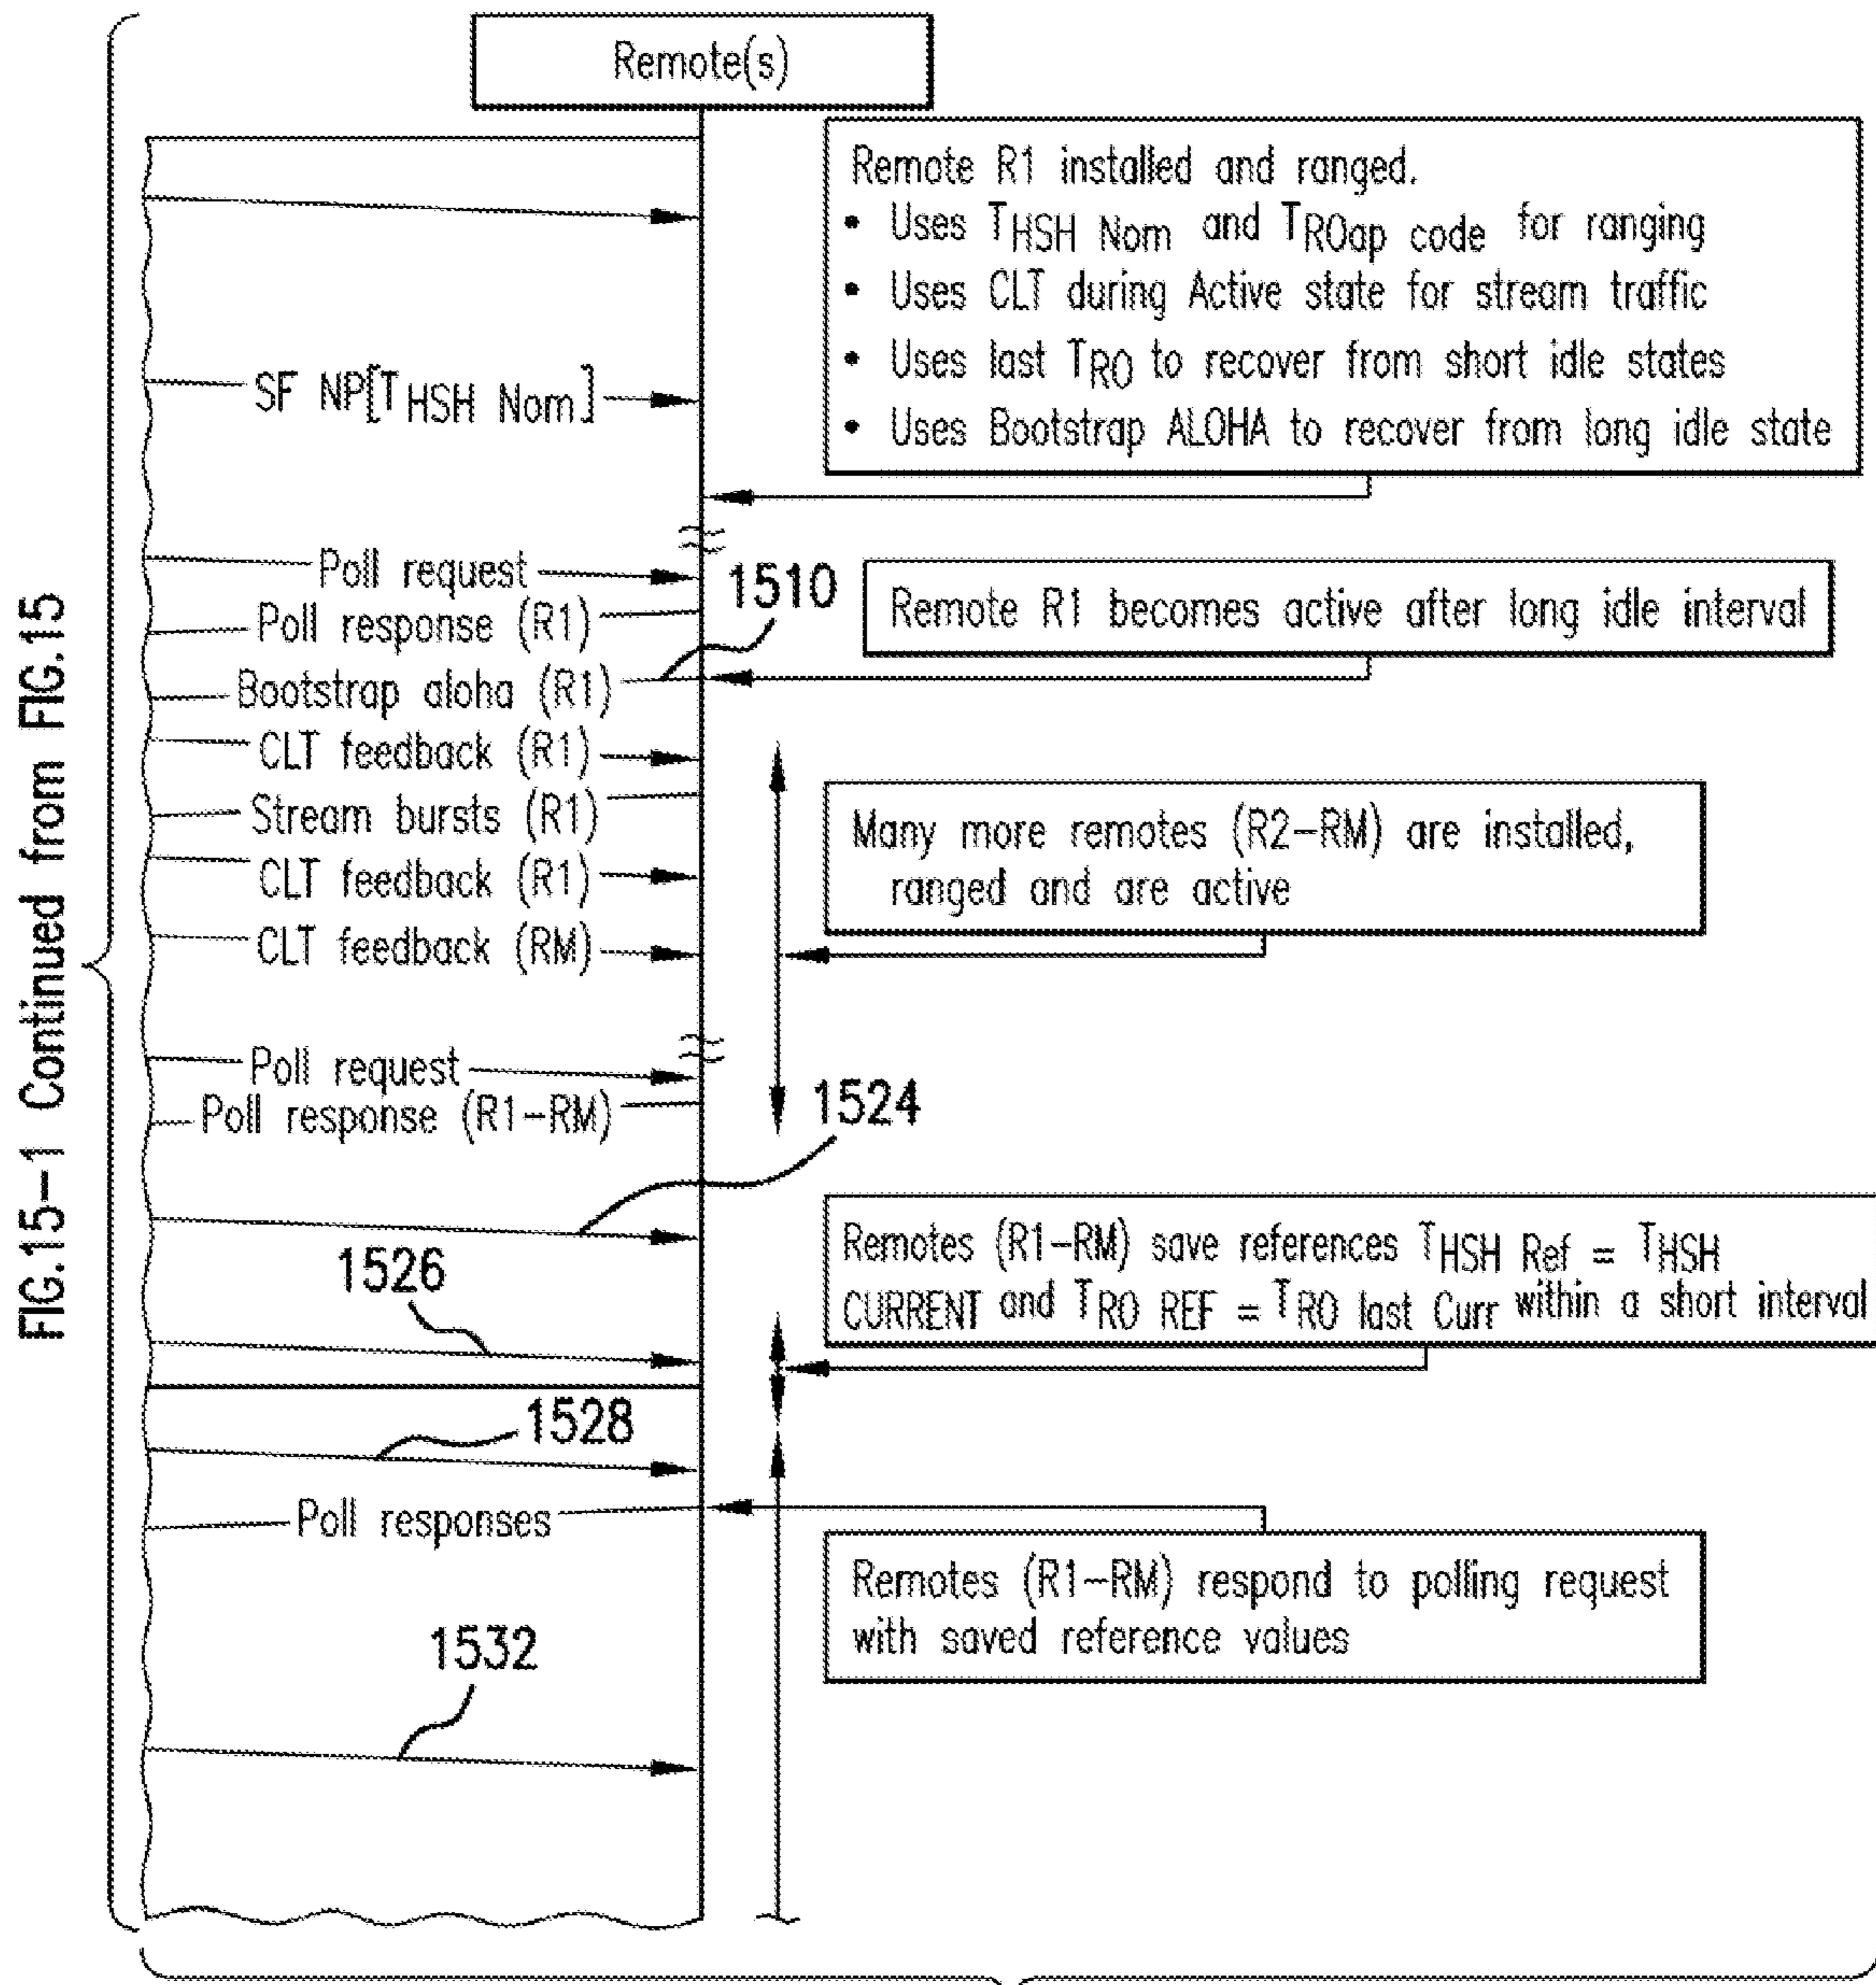 FIG.15-1 Continued from FIG.15
Remote(s)
Remote R1 installed and ranged.
• Uses THSH Nom and TROap code for ranging
• Uses CLT during Active state for stream traffic
• Uses last TRO to recover from short idle states
• Uses Bootstrap ALOHA to recover from long idle state
SF NP[THSH Nom]
Poll request
1510
Remote R1 becomes active after long idle interval
Poll response (R1)
Bootstrap aloha (R1)
CLT feedback (R1)
Stream bursts (R1)
CLT feedback (R1)
CLT feedback (RM)
Many more remotes (R2-RM) are installed,
ranged and are active
Poll request
Poll response (R1-RM)
1524
Remotes (R1-RM) save references THSH Ref = THSH
CURRENT and TRO REF = TRO last Curr within a short interval
1526
1528
Poll responses
Remotes (R1-RM) respond to polling request
with saved reference values
1532